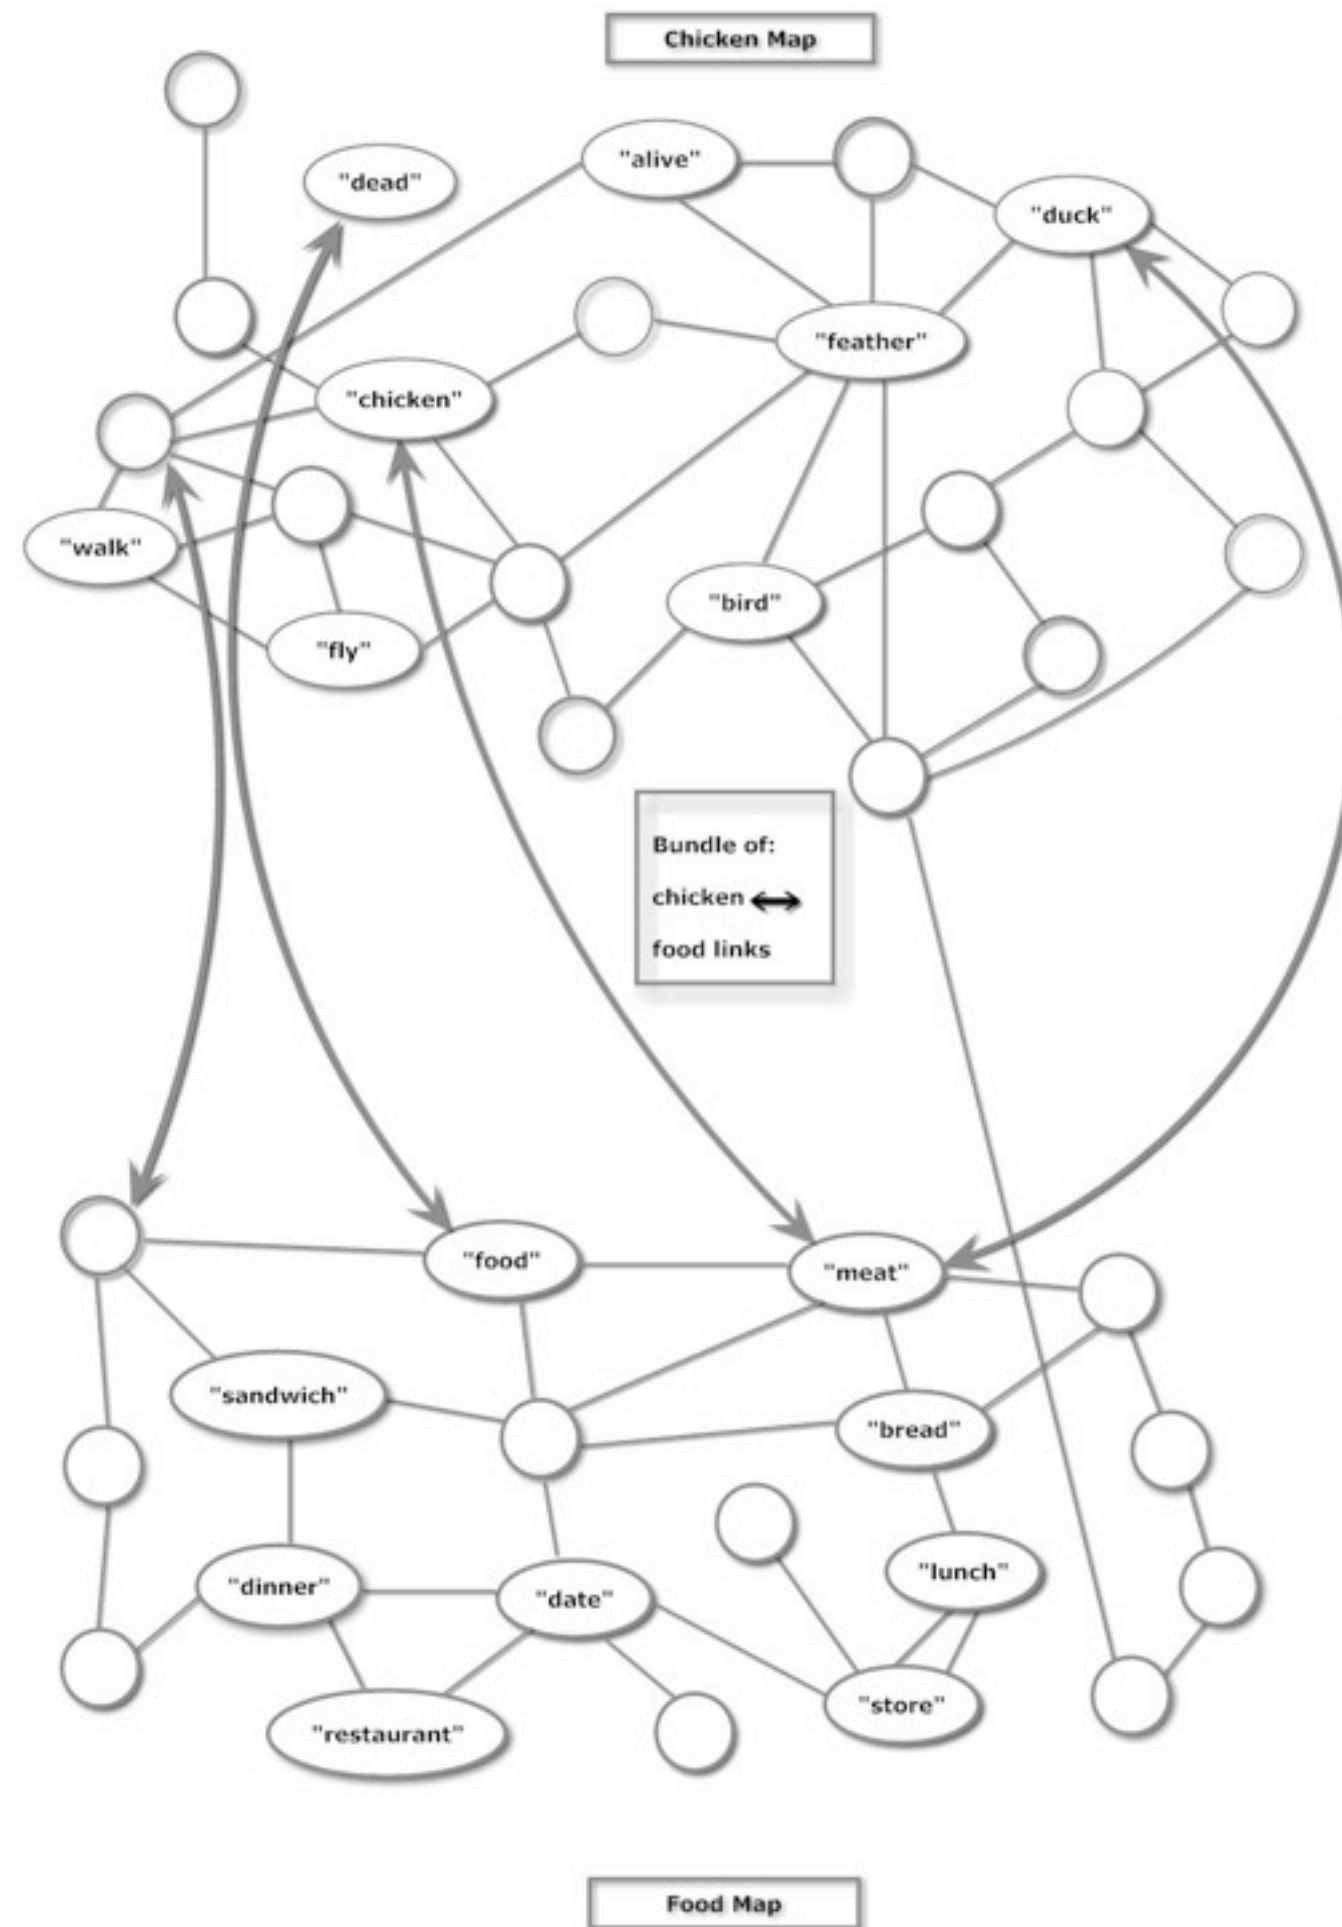 Chicken Map
"alive"
"dead"
"duck"
"feather"
"chicken"
"walk"
"bird"
"fly"
Bundle of:
chicken ↔
food links
"food"
"meat"
"sandwich"
"bread"
"lunch"
"dinner"
"date"
"store"
"restaurant"
Food Map